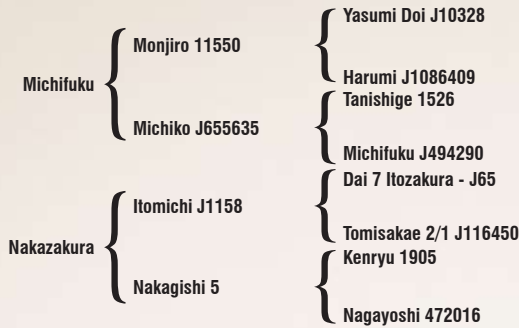 Yasumi Doi J10328
Monjiro 11550
Harumi J1086409
Michifuku
Tanishige 1526
Michiko J655635
Michifuku J494290
Dai 7 Itozakura - J65
Itomichi J1158
Tomisakae 2/1 J116450
Nakazakura
Kenryu 1905
Nakagishi 5
Nagayoshi 472016